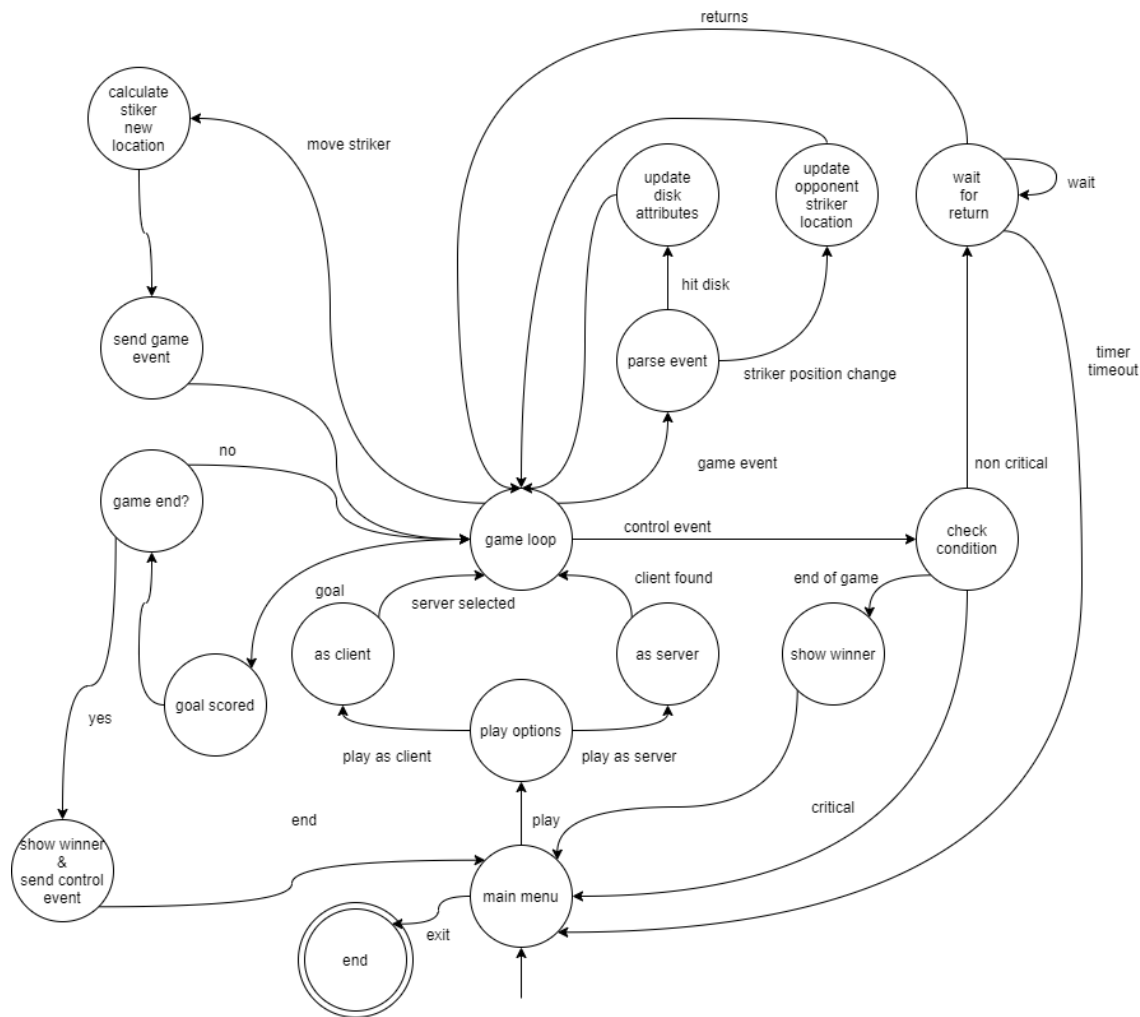 returns
calculate
stiker
new
location
move striker
update
disk
attributes
update
opponent
striker
location
wait
for
return
wait
hit disk
send game
event
parse event
striker position change
timer
timeout
no
game event
non critical
game end?
game loop
control event
check
condition
goal
server selected
client found
end of game
as client
as server
show winner
goal scored
yes
play options
play as client
play as server
end
play
critical
show winner
&
send control
event
main menu
exit
end